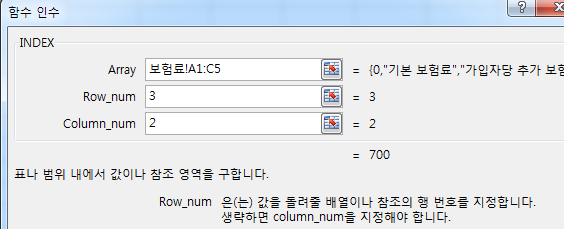 함수 인수
INDEX
Array 보험료!A1:C5 = {0,"기본 보험료","가입자당 추가 보험
Row_num 3 = 3
Column_num 2 = 2
= 700
표나 범위 내에서 값이나 참조 영역을 구합니다.
Row_num 은(는) 값을 돌려줄 배열이나 참조의 행 번호를 지정합니다.
생략하면 column_num을 지정해야 합니다.